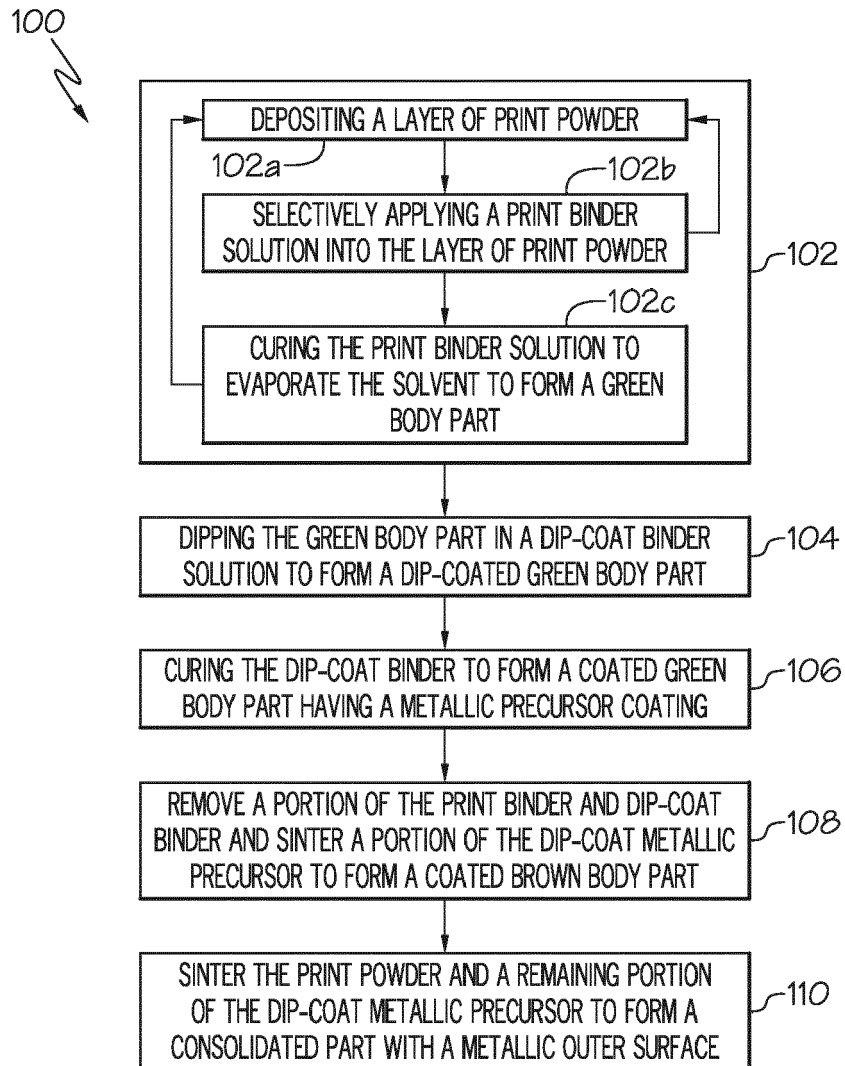 100
DEPOSITING A LAYER OF PRINT POWDER
102a
102b
SELECTIVELY APPLYING A PRINT BINDER
SOLUTION INTO THE LAYER OF PRINT POWDER
102
102c
CURING THE PRINT BINDER SOLUTION TO
EVAPORATE THE SOLVENT TO FORM A GREEN
BODY PART
DIPPING THE GREEN BODY PART IN A DIP-COAT BINDER
SOLUTION TO FORM A DIP-COATED GREEN BODY PART
104
CURING THE DIP-COAT BINDER TO FORM A COATED GREEN
BODY PART HAVING A METALLIC PRECURSOR COATING
106
REMOVE A PORTION OF THE PRINT BINDER AND DIP-COAT
BINDER AND SINTER A PORTION OF THE DIP-COAT METALLIC
PRECURSOR TO FORM A COATED BROWN BODY PART
108
SINTER THE PRINT POWDER AND A REMAINING PORTION
OF THE DIP-COAT METALLIC PRECURSOR TO FORM A
CONSOLIDATED PART WITH A METALLIC OUTER SURFACE
110